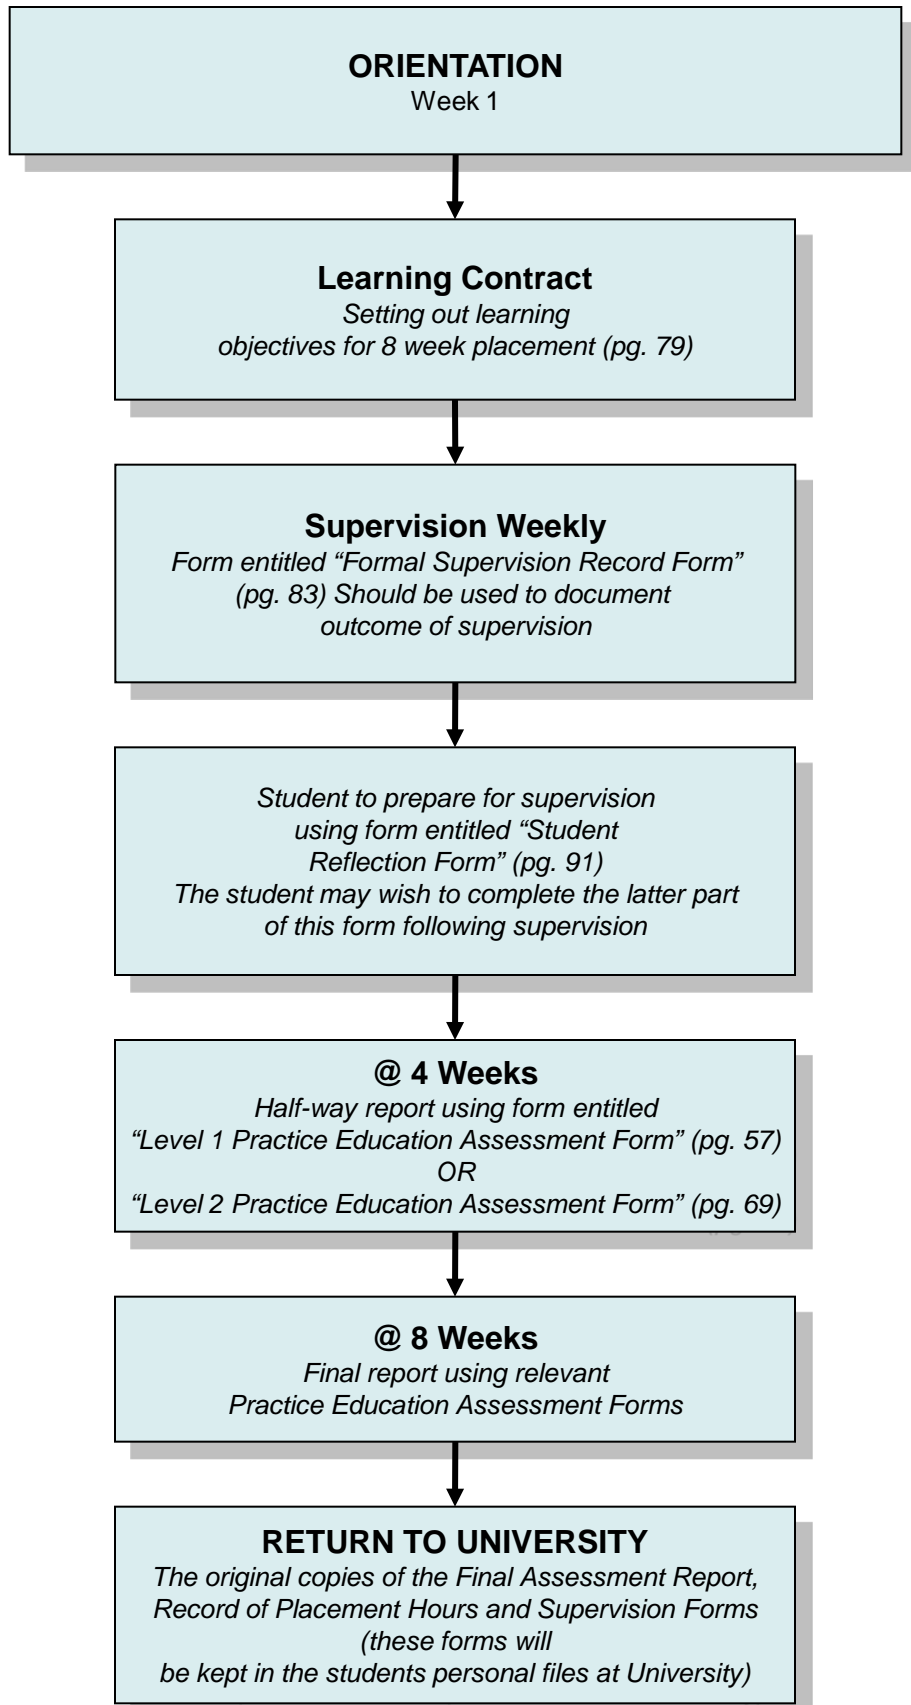 ORIENTATION
Week 1
Learning Contract
Setting out learning
objectives for 8 week placement (pg. 79)
Supervision Weekly
Form entitled “Formal Supervision Record Form”
(pg. 83) Should be used to document
outcome of supervision
Student to prepare for supervision
using form entitled “Student
Reflection Form” (pg. 91)
The student may wish to complete the latter part
of this form following supervision
@ 4 Weeks
Half-way report using form entitled
“Level 1 Practice Education Assessment Form” (pg. 57)
OR
“Level 2 Practice Education Assessment Form” (pg. 69)
@ 8 Weeks
Final report using relevant
Practice Education Assessment Forms
RETURN TO UNIVERSITY
The original copies of the Final Assessment Report,
Record of Placement Hours and Supervision Forms
(these forms will
be kept in the students personal files at University)